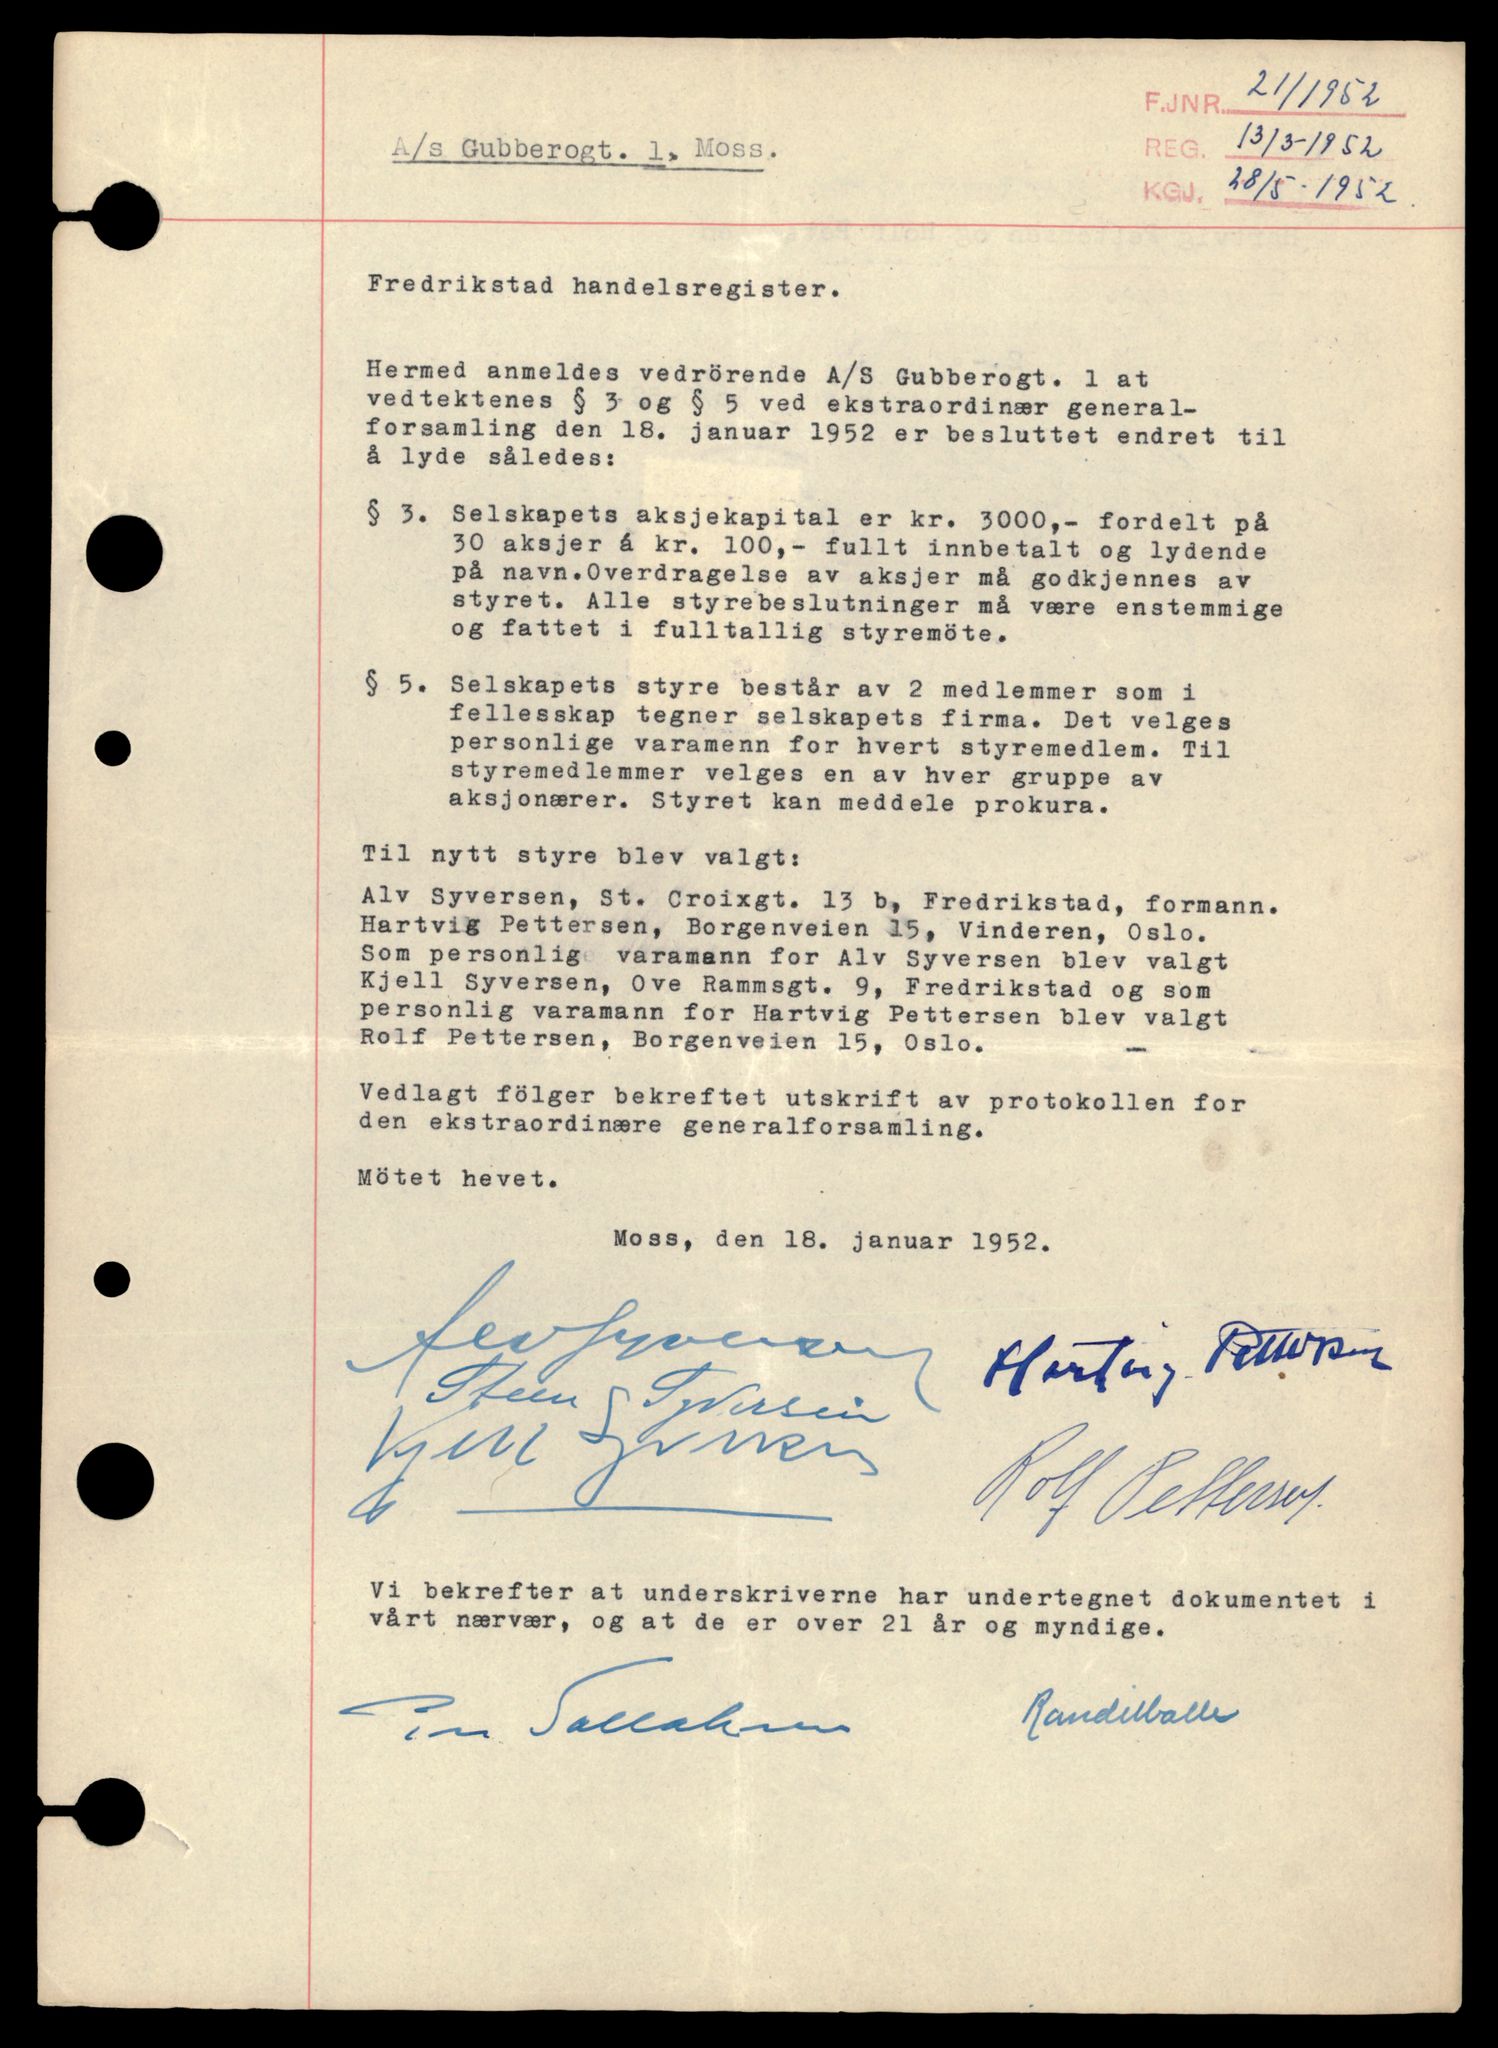 F.JNR. 21/1952
A/s Gubberogt. 1, Moss.
REG. 13/3-1952
KGJ. 28/5-1952.
Fredrikstad handelsregister.
Hermed anmeldes vedrörende A/S Gubberogt. 1 at
vedtektenes § 3 og § 5 ved ekstraordinær general-
forsamling den 18. januar 1952 er besluttet endret til
å lyde således:
§ 3. Selskapets aksjekapital er kr. 3000,- fordelt på
30 aksjer á kr. 100,- fullt innbetalt og lydende
på navn.Overdragelse av aksjer må godkjennes av
styret. Alle styrebeslutninger må være enstemmige
og fattet i fulltallig styremöte.
§ 5. Selskapets styre består av 2 medlemmer som i
fellesskap tegner selskapets firma. Det velges
personlige varamenn for hvert styremedlem. Til
styremedlemmer velges en av hver gruppe av
aksjonærer. Styret kan meddele prokura.
Til nytt styre blev valgt:
Alv Syversen, St. Croixgt. 13 b, Fredrikstad, formann.
Hartvig Pettersen, Borgenveien 15, Vinderen, Oslo.
Som personlig varamann for Alv Syversen blev valgt
Kjell Syversen, Ove Rammsgt. 9, Fredrikstad og som
personlig varamann for Hartvig Pettersen blev valgt
Rolf Pettersen, Borgenveien 15, Oslo.
Vedlagt fölger bekreftet utskrift av protokollen for
den ekstraordinære generalforsamling.
Mötet hevet.
Moss, den 18. januar 1952.
Alv Syversen
Hartvig Pettersen
Steen Syversen
Kjell Syversen
Rolf Pettersen.
Vi bekrefter at underskriverne har undertegnet dokumentet i
vårt nærvær, og at de er over 21 år og myndige.